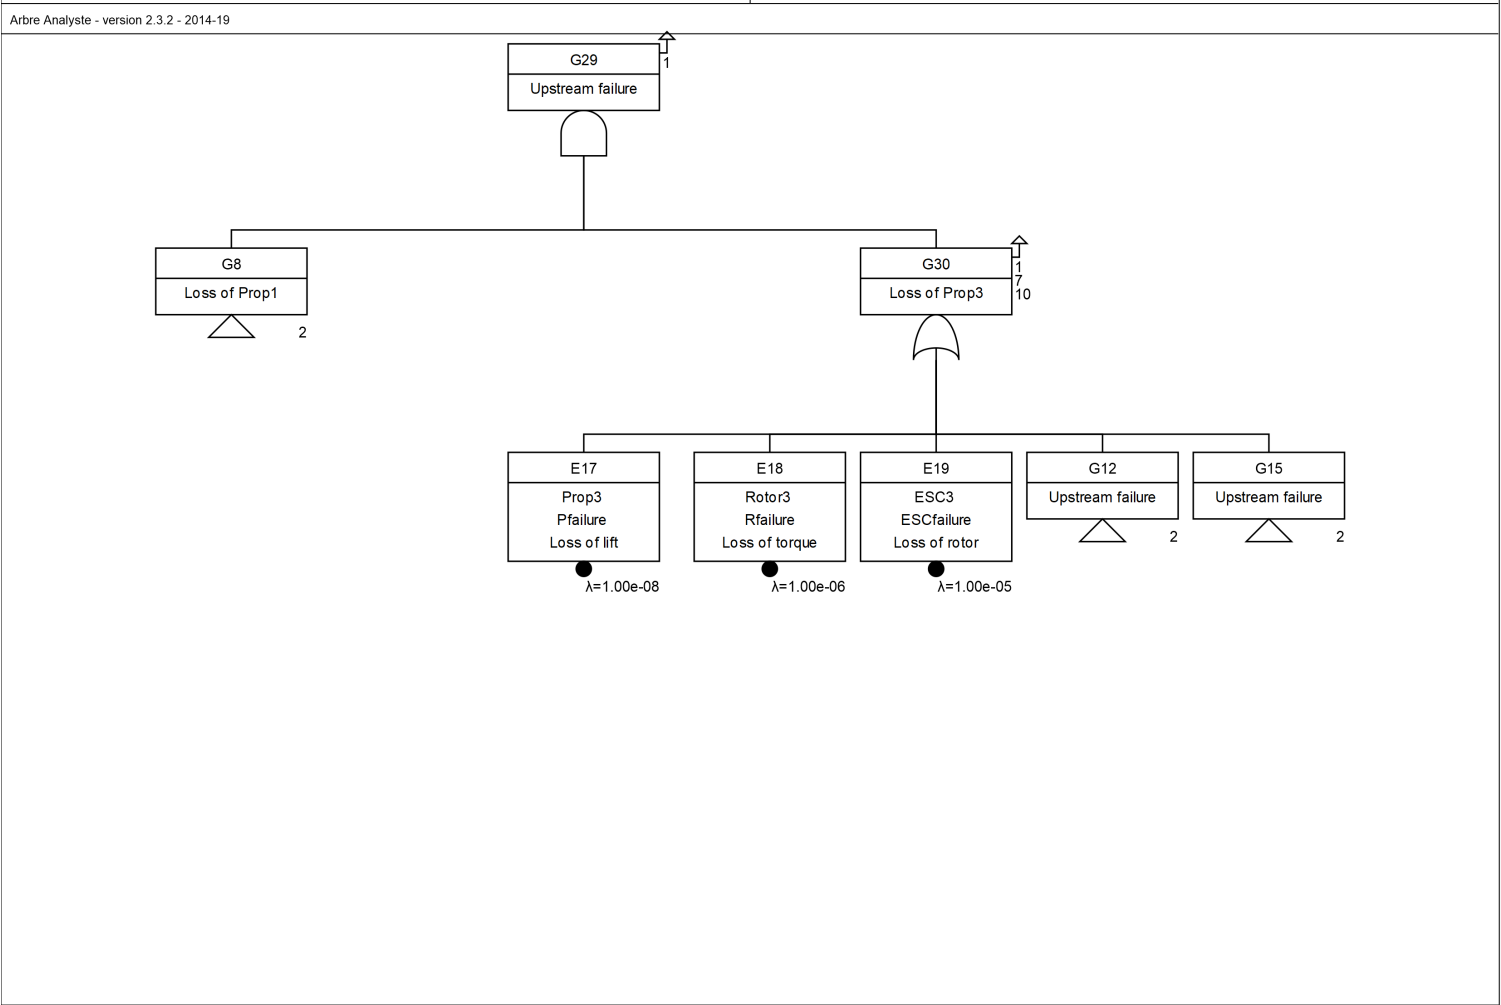 Arbre Analyste - version 2.3.2 - 2014-19
G29
1
Upstream failure
G8
Loss of Prop1
2
G30
1
7
10
Loss of Prop3
E17
Prop3
Pfailure
Loss of lift
λ=1.00e-08
E18
Rotor3
Rfailure
Loss of torque
λ=1.00e-06
E19
ESC3
ESCfailure
Loss of rotor
λ=1.00e-05
G12
Upstream failure
2
G15
Upstream failure
2